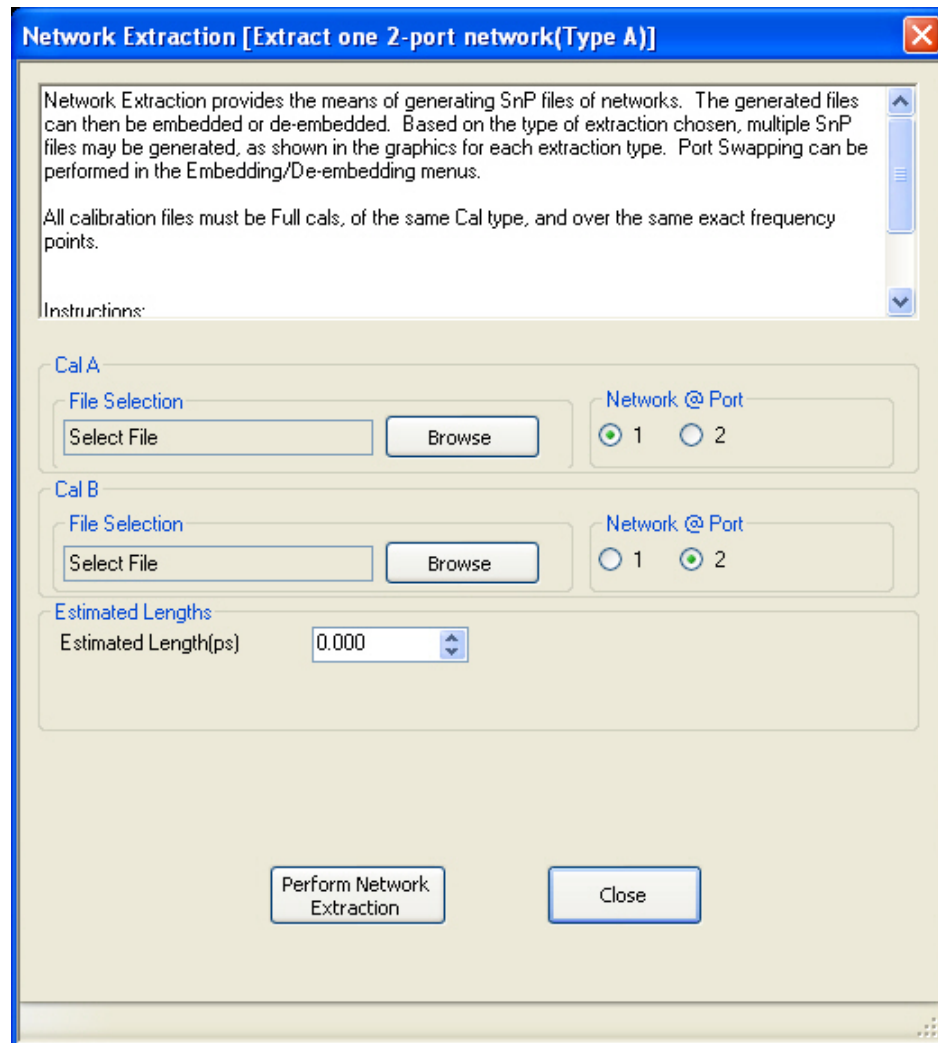 Network Extraction [Extract one 2-port network(Type A)]
Network Extraction provides the means of generating SnP files of networks.  The generated files
can then be embedded or de-embedded.  Based on the type of extraction chosen, multiple SnP
files may be generated, as shown in the graphics for each extraction type.  Port Swapping can be
performed in the Embedding/De-embedding menus.
All calibration files must be Full cals, of the same Cal type, and over the same exact frequency
points.
Instructions:
Cal A
File Selection
Network @ Port
Select File
Browse
1
2
Cal B
File Selection
Network @ Port
Select File
Browse
1
2
Estimated Lengths
Estimated Length(ps)
0.000
Perform Network
Extraction
Close